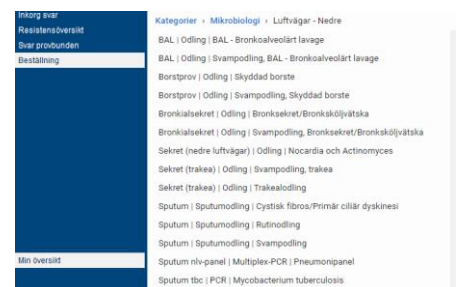 Inkorg svar
Resistensöversikt
Svar provbunden
Beställning
Min översikt
Kategorier › Mikrobiologi › Luftvägar - Nedre
BAL | Odling | BAL - Bronkoalveolärt lavage
BAL | Odling | Svampodling, BAL - Bronkoalveolärt lavage
Borstprov | Odling | Skyddad borste
Borstprov | Odling | Svampodling, Skyddad borste
Bronkialsekret | Odling | Bronksekret/Bronksköljvätska
Bronkialsekret | Odling | Svampodling, Bronksekret/Bronksköljvätska
Sekret (nedre luftvägar) | Odling | Nocardia och Actinomyces
Sekret (trakea) | Odling | Svampodling, trakea
Sekret (trakea) | Odling | Trakealodling
Sputum | Sputumodling | Cystisk fibros/Primär ciliär dyskinesi
Sputum | Sputumodling | Rutinodling
Sputum | Sputumodling | Svampodling
Sputum nlv-panel | Multiplex-PCR | Pneumonipanel
Sputum tbc | PCR | Mycobacterium tuberculosis